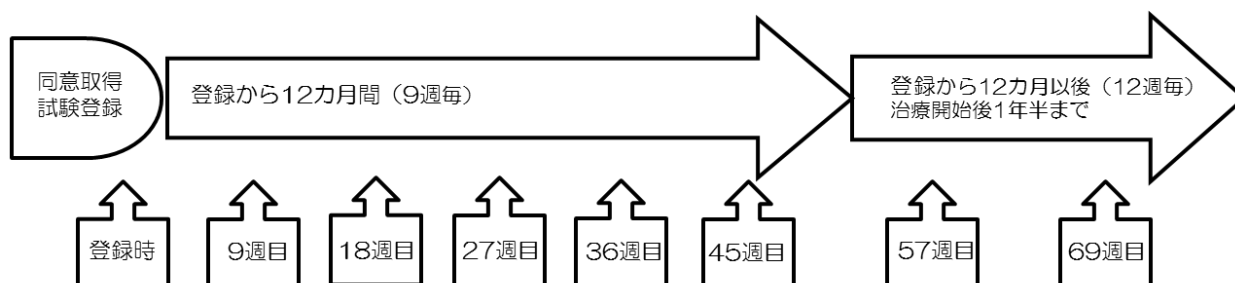 同意取得
試験登録
登録から12カ月間（9週毎）
登録から12カ月以後（12週毎）
治療開始後1年半まで
登録時
9週目
18週目
27週目
36週目
45週目
57週目
69週目